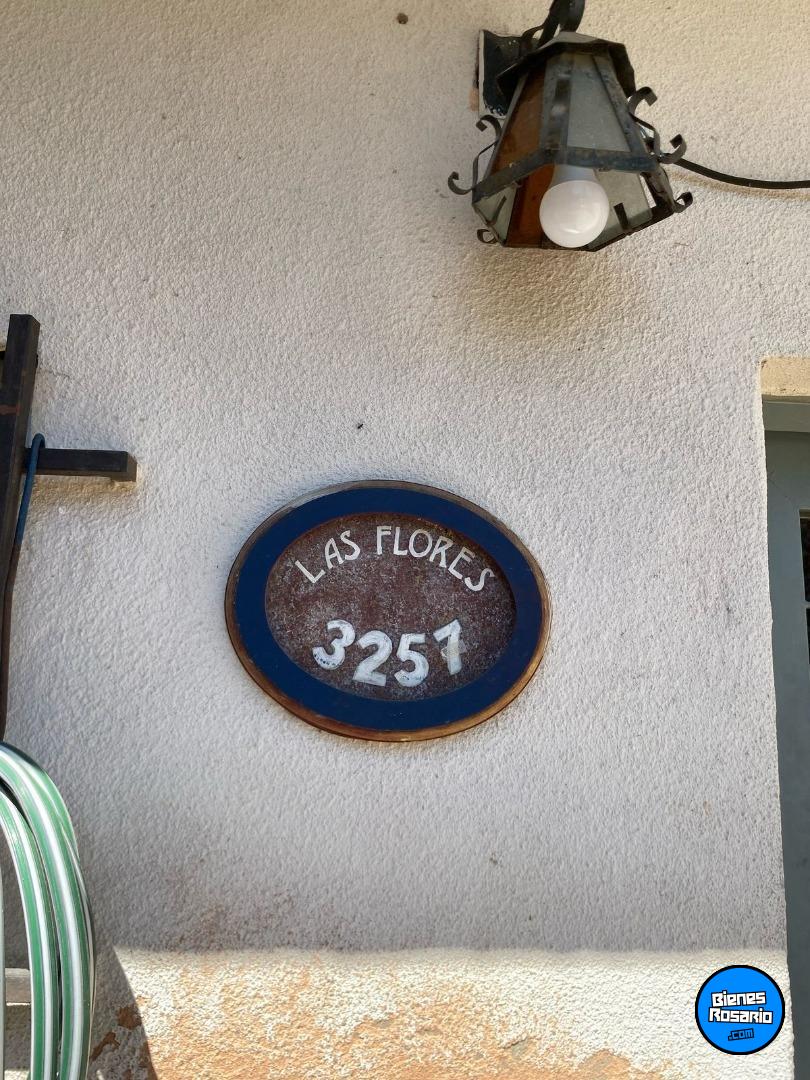 LAS FLORES
3257
Bienes
Rosario
.com